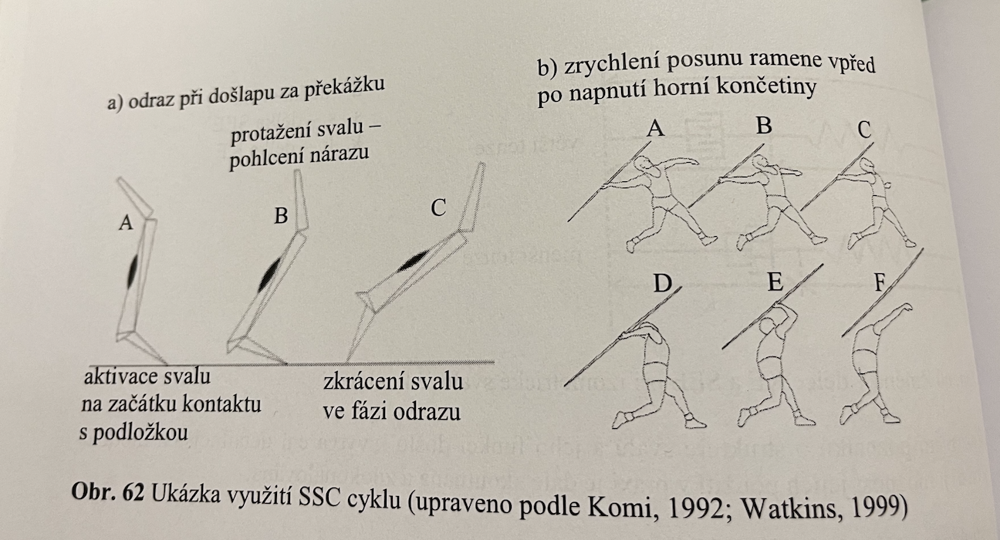 a) odraz při došlapu za překážku
protažení svalu –
pohlcení nárazu
A
B
C
aktivace svalu
na začátku kontaktu
s podložkou
zkrácení svalu
ve fázi odrazu
b) zrychlení posunu ramene vpřed
po napnutí horní končetiny
A
B
C
D
E
F
Obr. 62 Ukázka využití SSC cyklu (upraveno podle Komi, 1992; Watkins, 1999)